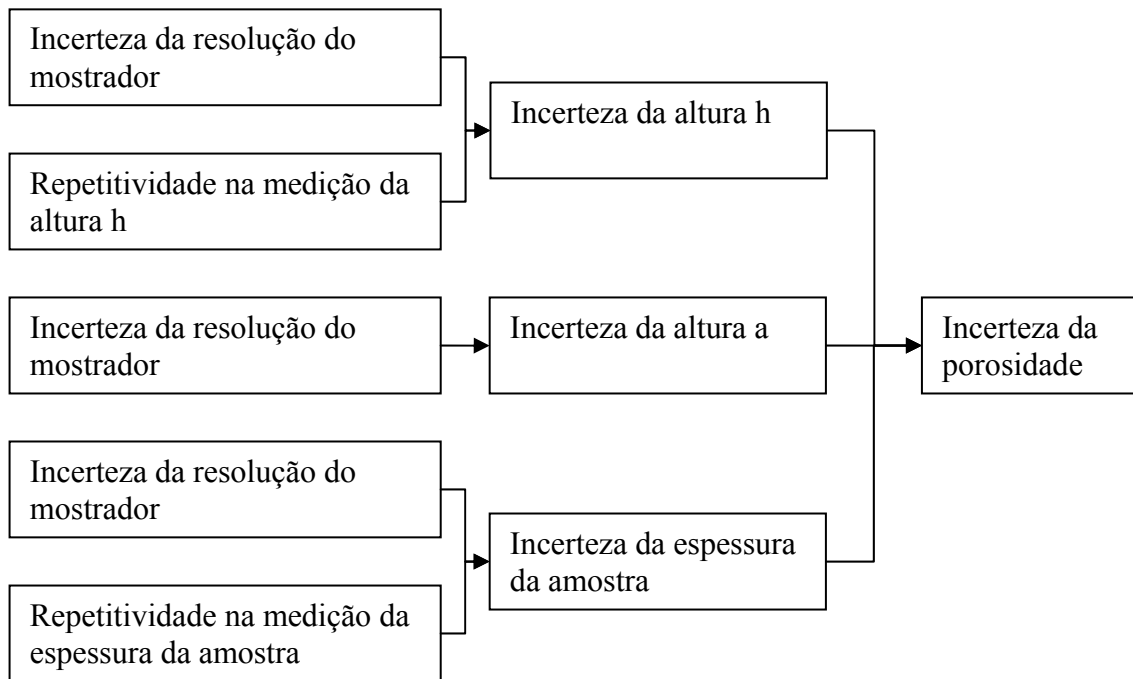 Incerteza da resolução do
mostrador
Repetitividade na medição da
altura h
Incerteza da altura h
Incerteza da resolução do
mostrador
Incerteza da altura a
Incerteza da
porosidade
Incerteza da resolução do
mostrador
Repetitividade na medição da
espessura da amostra
Incerteza da espessura
da amostra